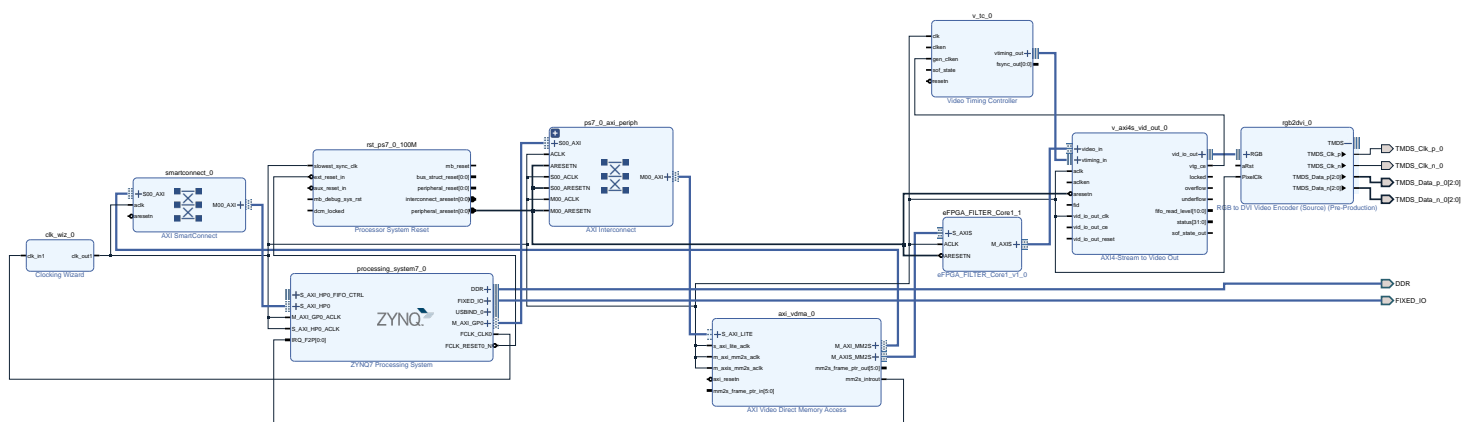 v_tc_0
clk
clken
gen_clken
sof_state
resetn
vtiming_out
fsync_out[0:0]
Video Timing Controller
ps7_0_axi_periph
S00_AXI
ACLK
ARESETN
S00_ACLK
S00_ARESETN
M00_ACLK
M00_ARESETN
M00_AXI
AXI Interconnect
v_axi4s_vid_out_0
video_in
vtiming_in
aclk
aclken
aresetn
fid
vid_io_out_clk
vid_io_out_ce
vid_io_out_reset
vid_io_out
vtg_ce
locked
overflow
underflow
fifo_read_level[10:0]
status[31:0]
sof_state_out
AXI4-Stream to Video Out
rgb2dvi_0
RGB
aRst
PixelClk
TMDS
TMDS_Clk_p
TMDS_Clk_n
TMDS_Data_p[2:0]
TMDS_Data_n[2:0]
RGB to DVI Video Encoder (Source) (Pre-Production)
TMDS_Clk_p_0
TMDS_Clk_n_0
TMDS_Data_p_0[2:0]
TMDS_Data_n_0[2:0]
rst_ps7_0_100M
slowest_sync_clk
ext_reset_in
aux_reset_in
mb_debug_sys_rst
dcm_locked
mb_reset
bus_struct_reset[0:0]
peripheral_reset[0:0]
interconnect_aresetn[0:0]
peripheral_aresetn[0:0]
Processor System Reset
smartconnect_0
S00_AXI
aclk
aresetn
M00_AXI
AXI SmartConnect
eFPGA_FILTER_Core1_1
S_AXIS
ACLK
ARESETN
M_AXIS
eFPGA_FILTER_Core1_v1_0
clk_wiz_0
clk_in1
clk_out1
Clocking Wizard
processing_system7_0
S_AXI_HP0_FIFO_CTRL
S_AXI_HP0
M_AXI_GP0_ACLK
S_AXI_HP0_ACLK
IRQ_F2P[0:0]
ZYNQ
DDR
FIXED_IO
USBIND_0
M_AXI_GP0
FCLK_CLK0
FCLK_RESET0_N
ZYNQ7 Processing System
DDR
FIXED_IO
axi_vdma_0
S_AXI_LITE
s_axi_lite_aclk
m_axi_mm2s_aclk
m_axis_mm2s_aclk
axi_resetn
mm2s_frame_ptr_in[5:0]
M_AXI_MM2S
M_AXIS_MM2S
mm2s_frame_ptr_out[5:0]
mm2s_introut
AXI Video Direct Memory Access